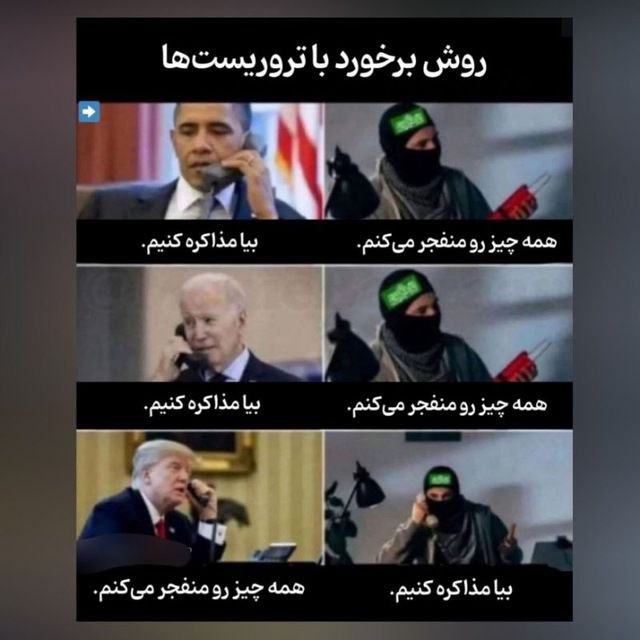 روش برخورد با تروریست‌ها
همه چیز رو منفجر می‌کنم.
بیا مذاکره کنیم.
همه چیز رو منفجر می‌کنم.
بیا مذاکره کنیم.
بیا مذاکره کنیم.
همه چیز رو منفجر می‌کنم.